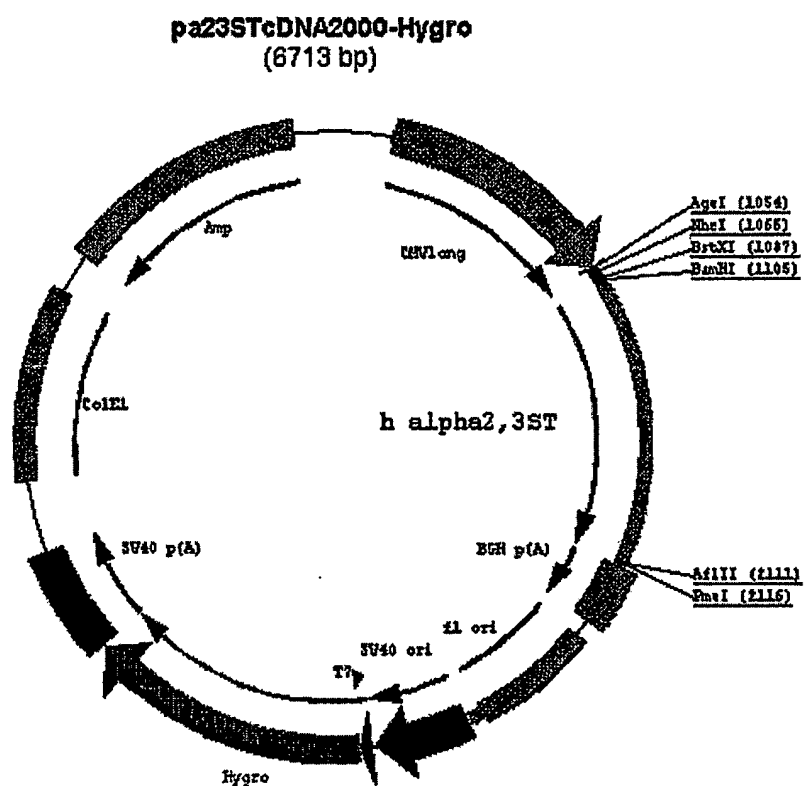 pa23STcDNA2000-Hygro
(6713 bp)
AgeI (1054)
NheI (1066)
BstXI (1087)
BamHI (1105)
Amp
CMVlong
ColE1
h alpha2,3ST
SV40 p(A)
BGH p(A)
AflII (2111)
PmeI (2116)
f1 ori
SV40 ori
T7
Hygro